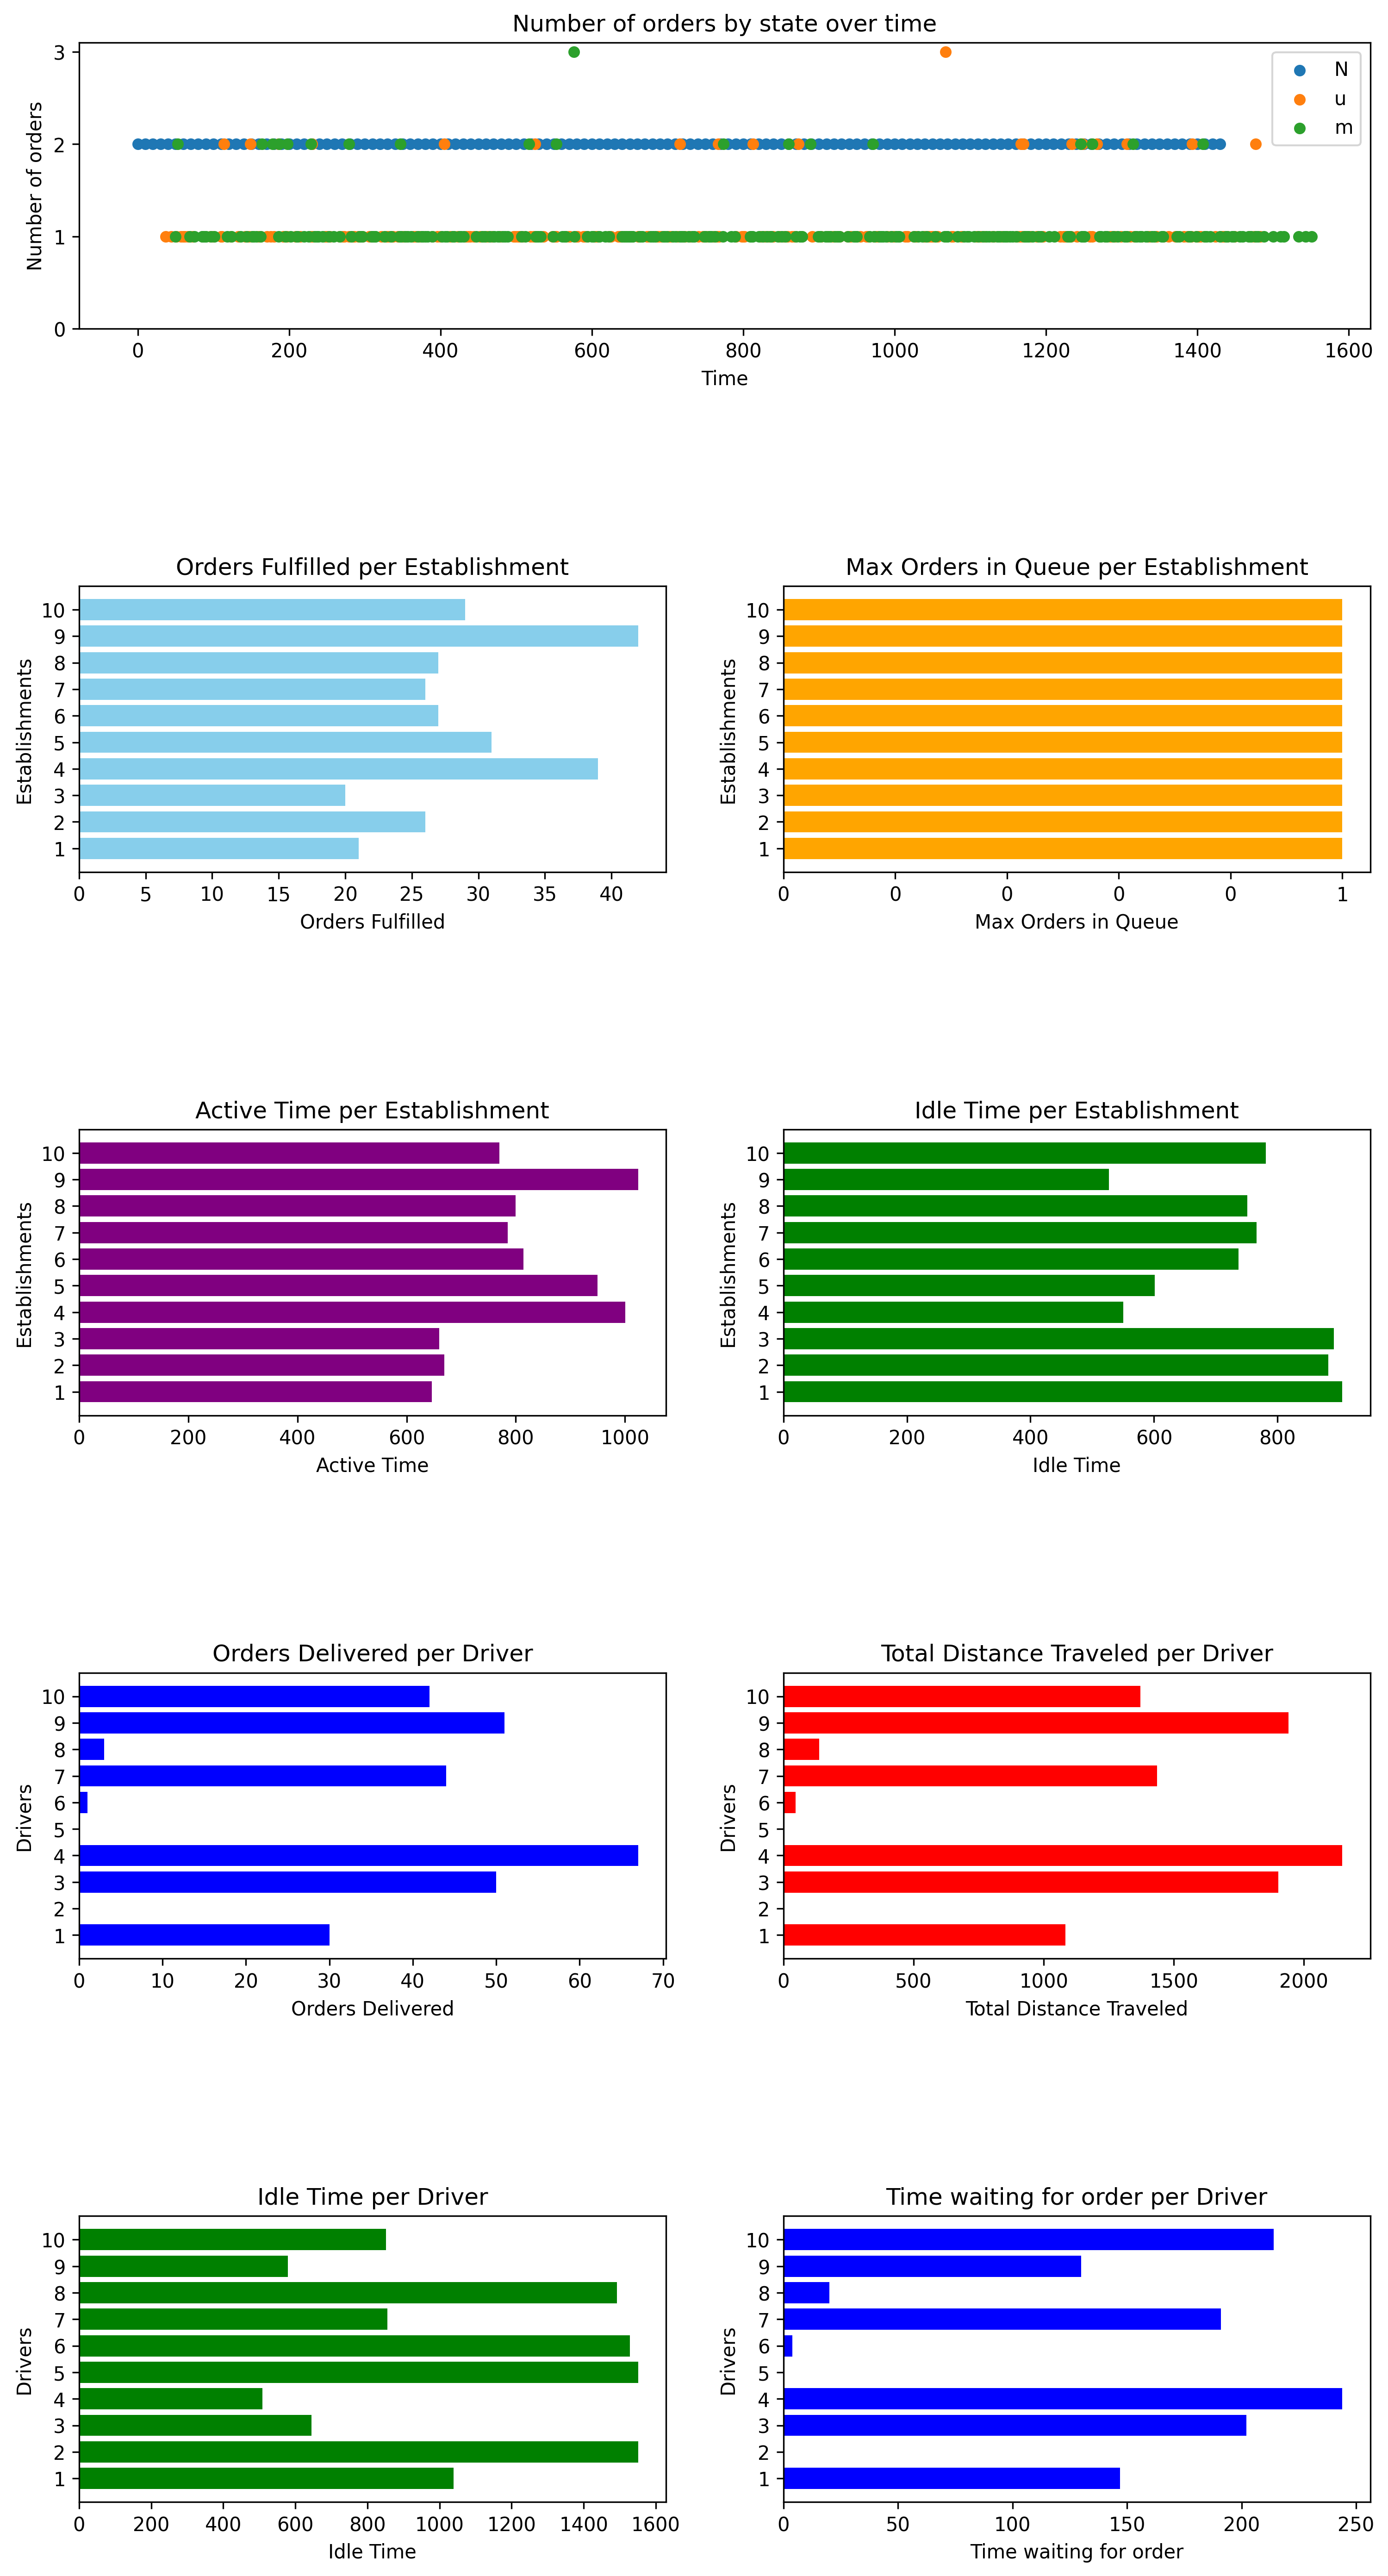 Number of orders by state over time
3
2
1
0
Number of orders
N
u
m
0 200 400 600 800 1000 1200 1400 1600
Time
Orders Fulfilled per Establishment
10
9
8
7
6
5
4
3
2
1
Establishments
0 5 10 15 20 25 30 35 40
Orders Fulfilled
Max Orders in Queue per Establishment
10
9
8
7
6
5
4
3
2
1
Establishments
0 0 0 0 0 1
Max Orders in Queue
Active Time per Establishment
10
9
8
7
6
5
4
3
2
1
Establishments
0 200 400 600 800 1000
Active Time
Idle Time per Establishment
10
9
8
7
6
5
4
3
2
1
Establishments
0 200 400 600 800
Idle Time
Orders Delivered per Driver
10
9
8
7
6
5
4
3
2
1
Drivers
0 10 20 30 40 50 60 70
Orders Delivered
Total Distance Traveled per Driver
10
9
8
7
6
5
4
3
2
1
Drivers
0 500 1000 1500 2000
Total Distance Traveled
Idle Time per Driver
10
9
8
7
6
5
4
3
2
1
Drivers
0 200 400 600 800 1000 1200 1400 1600
Idle Time
Time waiting for order per Driver
10
9
8
7
6
5
4
3
2
1
Drivers
0 50 100 150 200 250
Time waiting for order